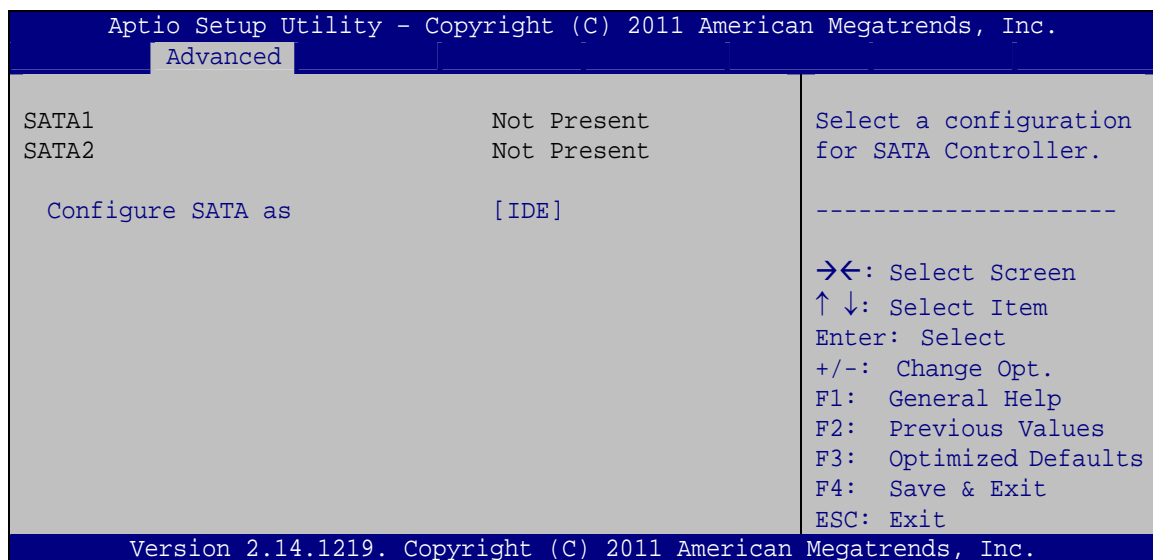 Aptio Setup Utility – Copyright (C) 2011 American Megatrends, Inc.
Advanced
SATA1 Not Present
SATA2 Not Present
Configure SATA as [IDE]
Select a configuration
for SATA Controller.
---------------------
→←: Select Screen
↑ ↓: Select Item
Enter: Select
+/-: Change Opt.
F1: General Help
F2: Previous Values
F3: Optimized Defaults
F4: Save & Exit
ESC: Exit
Version 2.14.1219. Copyright (C) 2011 American Megatrends, Inc.